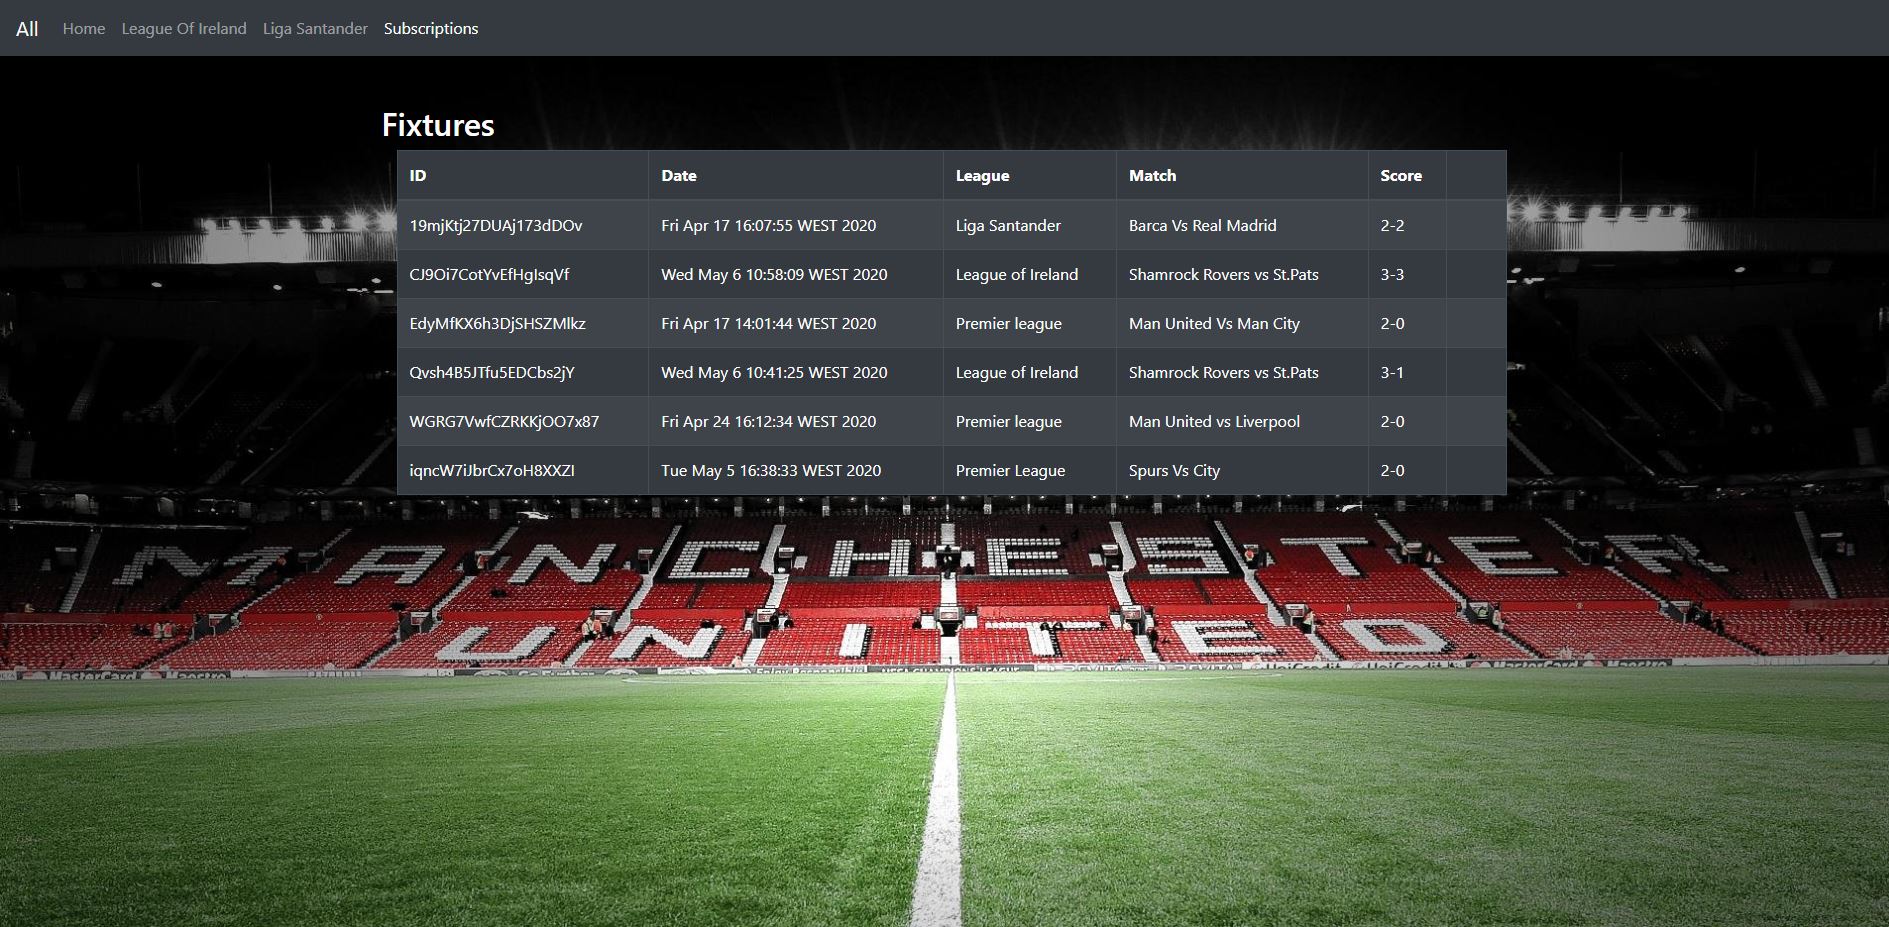 All Home League Of Ireland Liga Santander Subscriptions
Fixtures
ID Date League Match Score
19mjKtj27DUAj173dDOv Fri Apr 17 16:07:55 WEST 2020 Liga Santander Barca Vs Real Madrid 2-2
CJ9Oi7CotYvEfHgIsqVf Wed May 6 10:58:09 WEST 2020 League of Ireland Shamrock Rovers vs St.Pats 3-3
EdyMfKX6h3DjSHSZMlkz Fri Apr 17 14:01:44 WEST 2020 Premier league Man United Vs Man City 2-0
Qvsh4B5JTfu5EDCbs2jY Wed May 6 10:41:25 WEST 2020 League of Ireland Shamrock Rovers vs St.Pats 3-1
WGRG7VwfCZRKKjOO7x87 Fri Apr 24 16:12:34 WEST 2020 Premier league Man United vs Liverpool 2-0
iqncW7iJbrCx7oH8XXZI Tue May 5 16:38:33 WEST 2020 Premier League Spurs Vs City 2-0
MANCHESTER
UNITED
MasterCard UniCredit UniCredit MasterCard Maestro